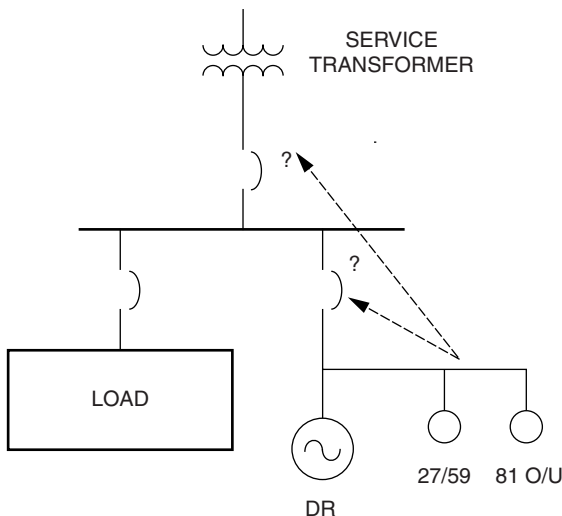 SERVICE
TRANSFORMER
?
?
LOAD
27/59
81 O/U
DR